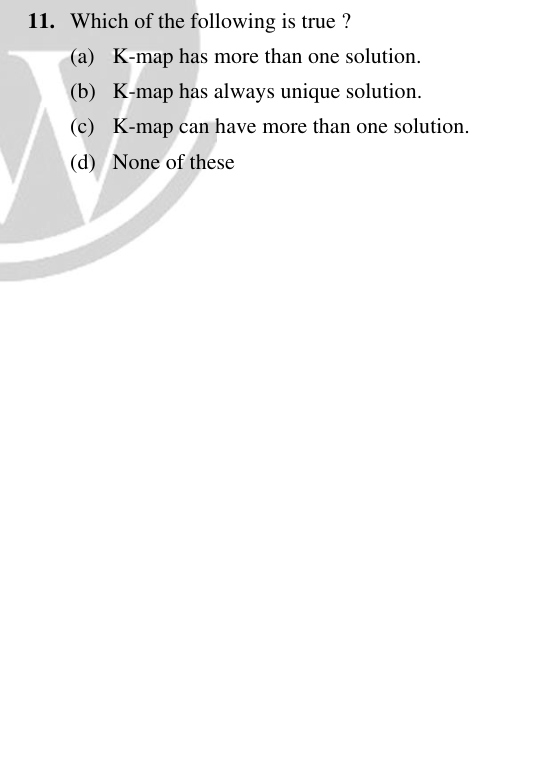 11. Which of the following is true ?
(a) K-map has more than one solution.
(b) K-map has always unique solution.
(c) K-map can have more than one solution.
(d) None of these